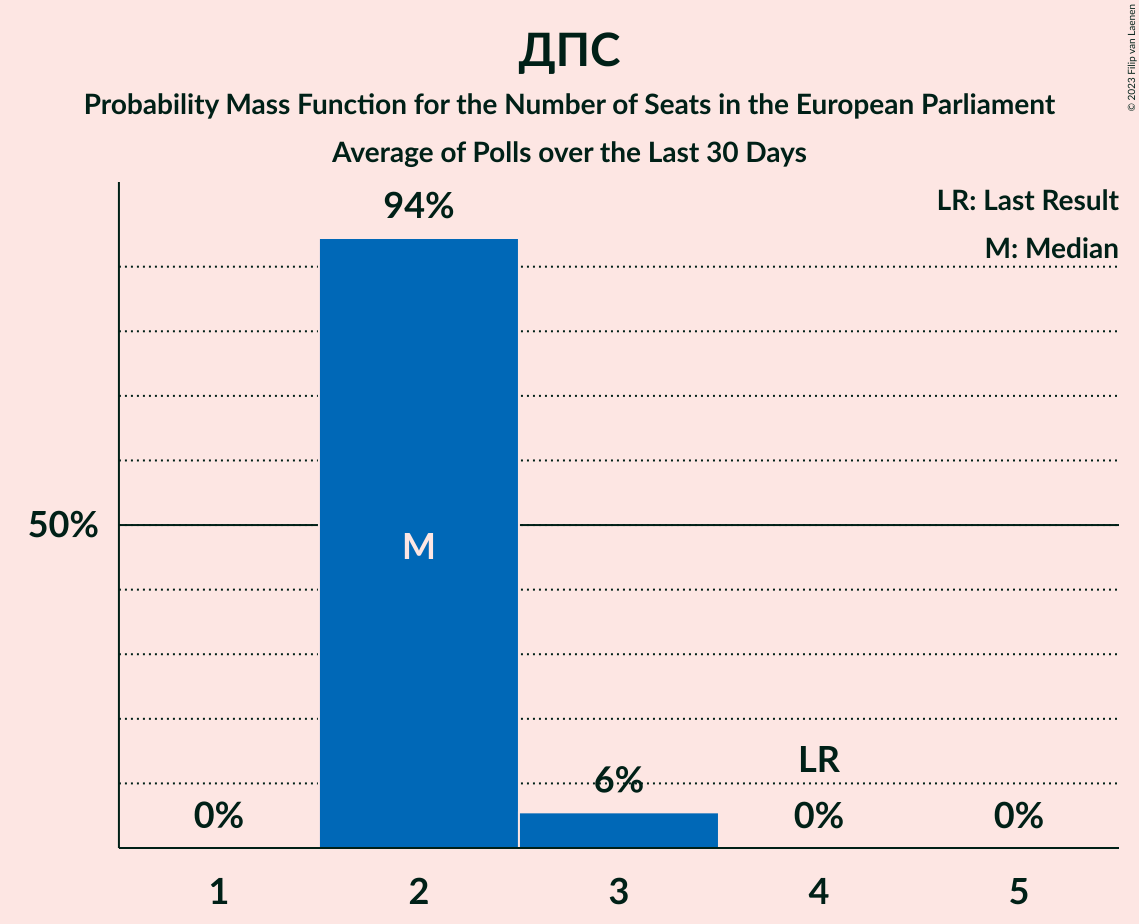 ДПС
Probability Mass Function for the Number of Seats in the European Parliament
Average of Polls over the Last 30 Days
© 2023 Filip van Laenen
LR: Last Result
M: Median
94%
50%
M
LR
6%
0%
0%
0%
1
2
3
4
5